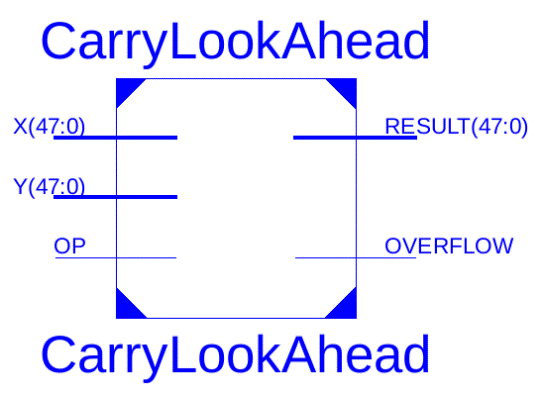 CarryLookAhead
X(47:0)
RESULT(47:0)
Y(47:0)
OP
OVERFLOW
CarryLookAhead